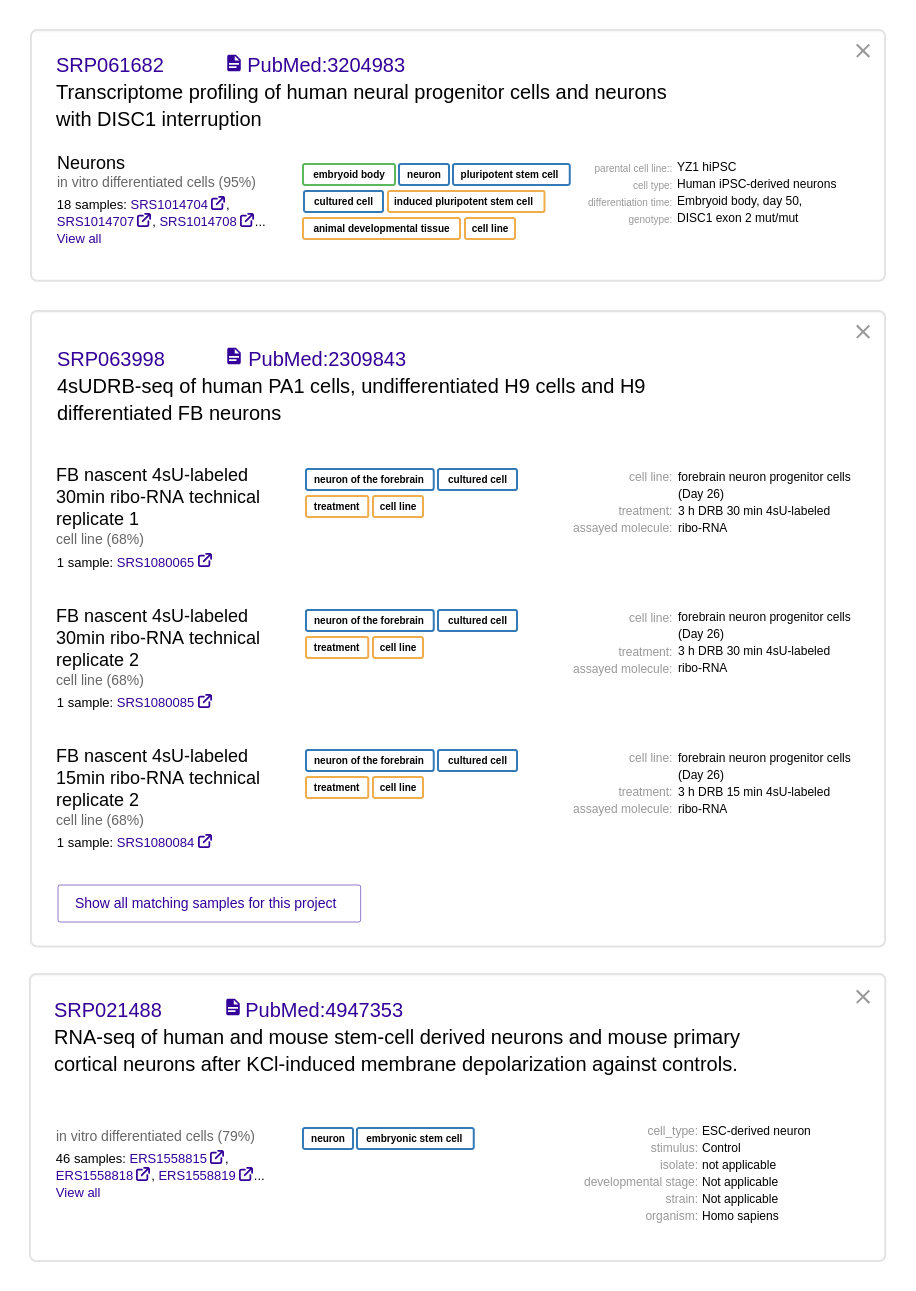 SRP061682 PubMed:3204983
Transcriptome profiling of human neural progenitor cells and neurons
with DISC1 interruption
Neurons
in vitro differentiated cells (95%)
18 samples: SRS1014704 ,
SRS1014707 , SRS1014708 ...
View all
embryoid body neuron pluripotent stem cell
cultured cell induced pluripotent stem cell
animal developmental tissue cell line
parental cell line:: YZ1 hiPSC
cell type: Human iPSC-derived neurons
differentiation time: Embryoid body, day 50,
genotype: DISC1 exon 2 mut/mut
SRP063998 PubMed:2309843
4sUDRB-seq of human PA1 cells, undifferentiated H9 cells and H9
differentiated FB neurons
FB nascent 4sU-labeled
30min ribo-RNA technical
replicate 1
cell line (68%)
1 sample: SRS1080065
neuron of the forebrain cultured cell
treatment cell line
cell line: forebrain neuron progenitor cells
(Day 26)
treatment: 3 h DRB 30 min 4sU-labeled
assayed molecule: ribo-RNA
FB nascent 4sU-labeled
30min ribo-RNA technical
replicate 2
cell line (68%)
1 sample: SRS1080085
neuron of the forebrain cultured cell
treatment cell line
cell line: forebrain neuron progenitor cells
(Day 26)
treatment: 3 h DRB 30 min 4sU-labeled
assayed molecule: ribo-RNA
FB nascent 4sU-labeled
15min ribo-RNA technical
replicate 2
cell line (68%)
1 sample: SRS1080084
neuron of the forebrain cultured cell
treatment cell line
cell line: forebrain neuron progenitor cells
(Day 26)
treatment: 3 h DRB 15 min 4sU-labeled
assayed molecule: ribo-RNA
Show all matching samples for this project
SRP021488 PubMed:4947353
RNA-seq of human and mouse stem-cell derived neurons and mouse primary
cortical neurons after KCl-induced membrane depolarization against controls.
in vitro differentiated cells (79%)
46 samples: ERS1558815 ,
ERS1558818 , ERS1558819 ...
View all
neuron embryonic stem cell
cell_type: ESC-derived neuron
stimulus: Control
isolate: not applicable
developmental stage: Not applicable
strain: Not applicable
organism: Homo sapiens